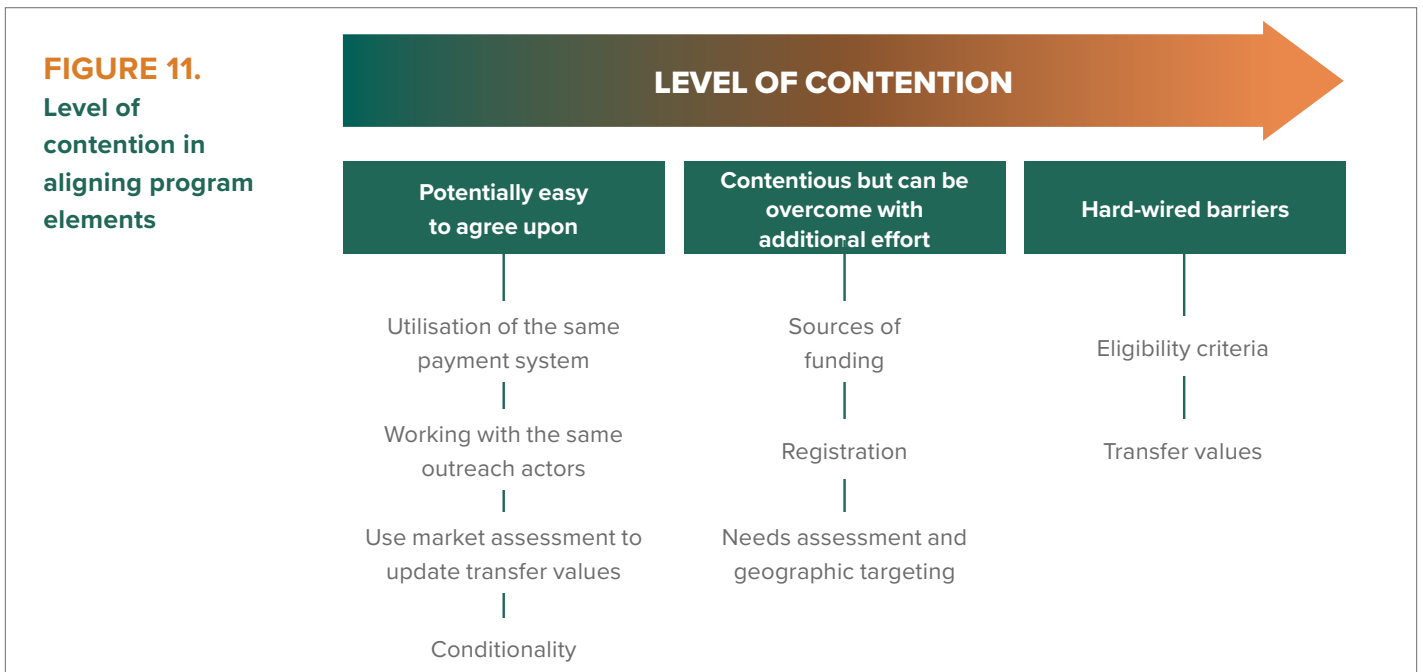 FIGURE 11.
Level of
contention in
aligning program
elements
LEVEL OF CONTENTION
Potentially easy
to agree upon
Utilisation of the same
payment system
Working with the same
outreach actors
Use market assessment to
update transfer values
Conditionality
Contentious but can be
overcome with
additional effort
Sources of
funding
Registration
Needs assessment and
geographic targeting
Hard-wired barriers
Eligibility criteria
Transfer values